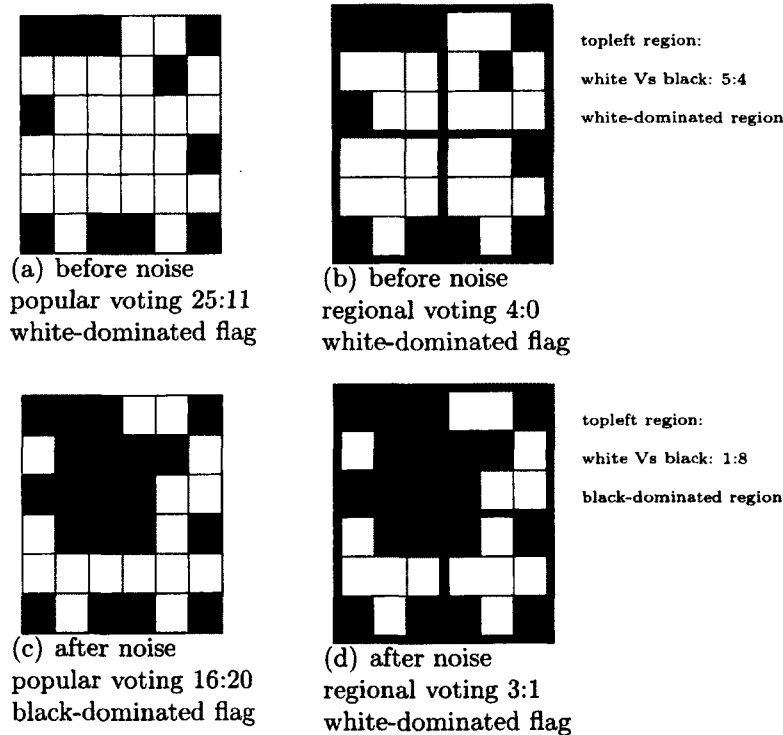 topleft region:
white Vs black: 5:4
white-dominated region
(a) before noise
popular voting 25:11
white-dominated flag
(b) before noise
regional voting 4:0
white-dominated flag
topleft region:
white Vs black: 1:8
black-dominated region
(c) after noise
popular voting 16:20
black-dominated flag
(d) after noise
regional voting 3:1
white-dominated flag